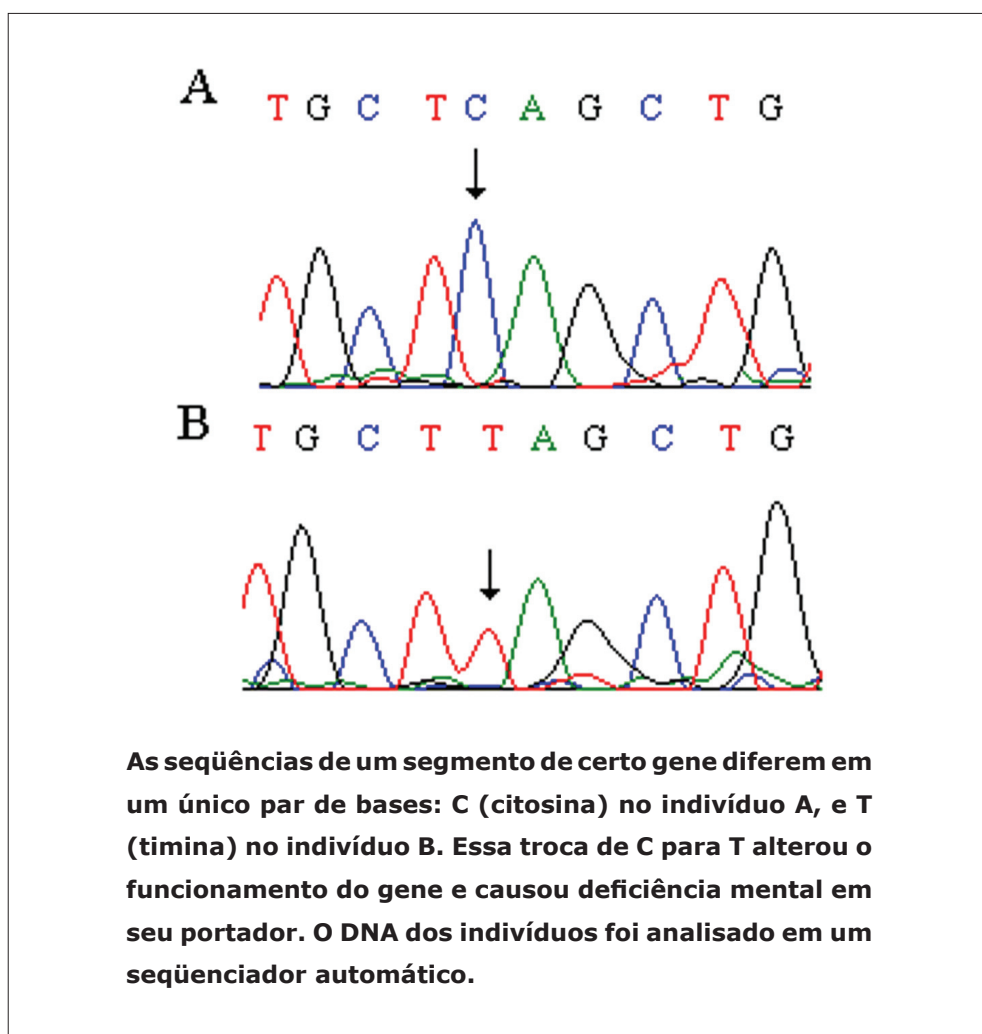 A
T G C T C A G C T G
B
T G C T T A G C T G
As seqüências de um segmento de certo gene diferem em
um único par de bases: C (citosina) no indivíduo A, e T
(timina) no indivíduo B. Essa troca de C para T alterou o
funcionamento do gene e causou deficiência mental em
seu portador. O DNA dos indivíduos foi analisado em um
seqüenciador automático.